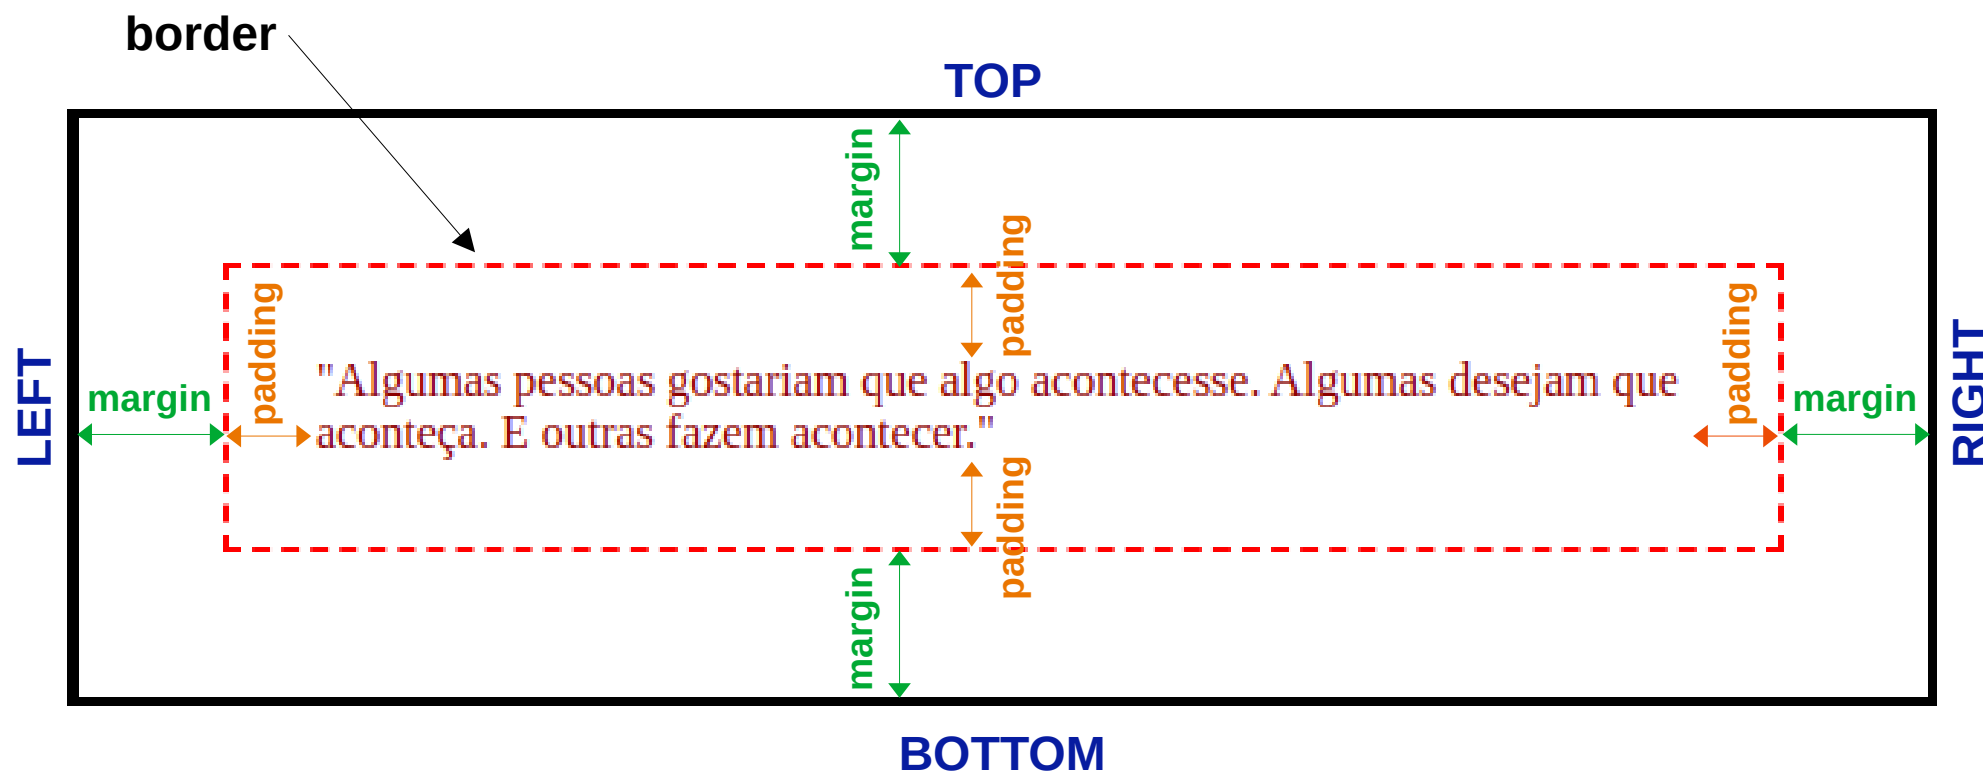 border
TOP
margin
padding
padding
padding
LEFT
margin
"Algumas pessoas gostariam que algo acontecesse. Algumas desejam que
aconteça. E outras fazem acontecer."
margin
RIGHT
padding
margin
BOTTOM